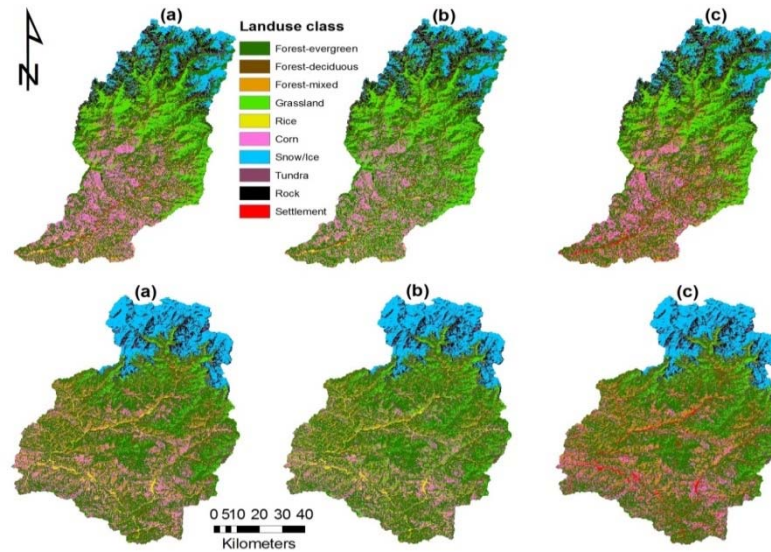 (a)
(b)
(c)
Landuse class
Forest-evergreen
Forest-deciduous
Forest-mixed
Grassland
Rice
Corn
Snow/Ice
Tundra
Rock
Settlement
N
(a)
(b)
(c)
0 510 20 30 40
Kilometers